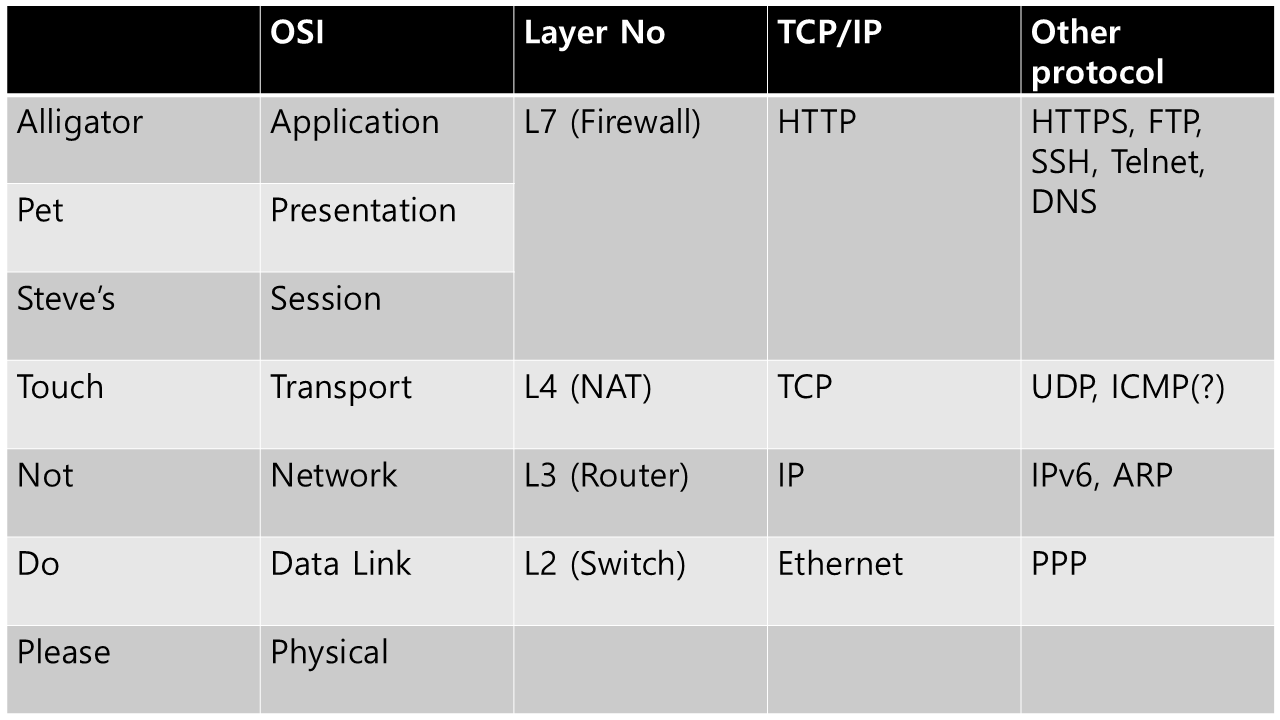 OSI Layer No TCP/IP Other
protocol
Alligator Application L7 (Firewall) HTTP HTTPS, FTP,
SSH, Telnet,
DNS
Pet Presentation
Steve’s Session
Touch Transport L4 (NAT) TCP UDP, ICMP(?)
Not Network L3 (Router) IP IPv6, ARP
Do Data Link L2 (Switch) Ethernet PPP
Please Physical